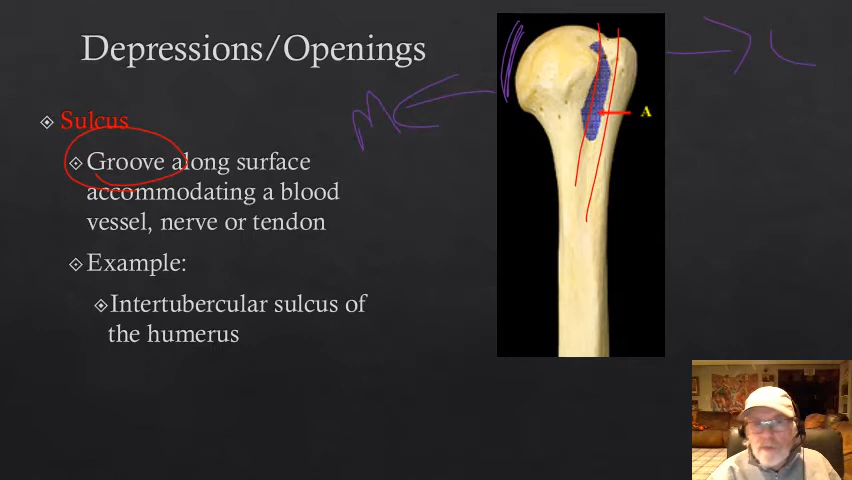 Depressions/Openings
Sulcus
Groove along surface
accommodating a blood
vessel, nerve or tendon
Example:
Intertubercular sulcus of
the humerus
M
L
A